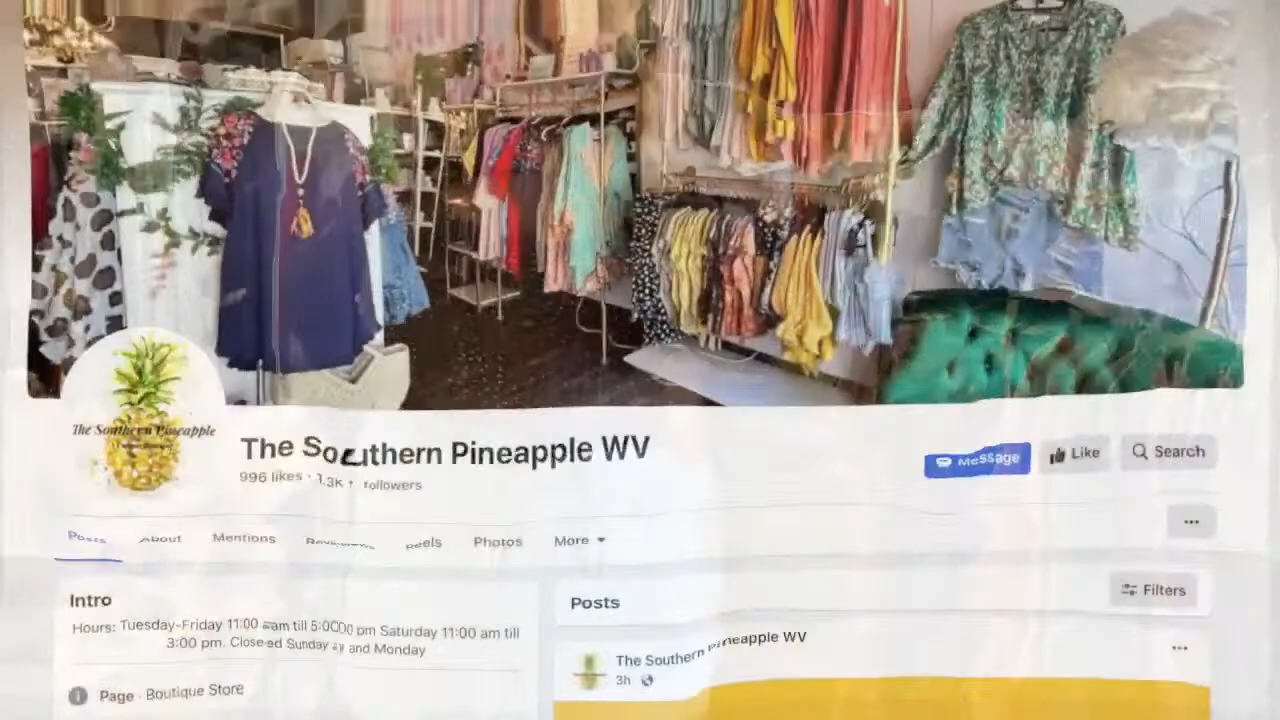 The Southern Pineapple
The Southern Pineapple WV
996 likes · 1.3K followers
Message
Like
Search
Posts
About
Mentions
Photos
More
Intro
Hours: Tuesday-Friday 11:00 am till 5:00 pm Saturday 11:00 am till
3:00 pm. Closed Sunday and Monday
Page · Boutique Store
Posts
Filters
The Southern Pineapple WV
3h